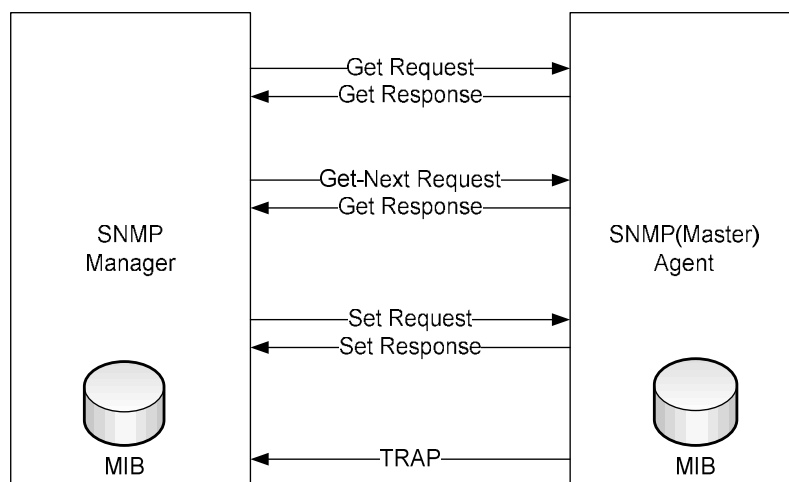 Get Request
Get Response
Get-Next Request
Get Response
SNMP
Manager
SNMP(Master)
Agent
Set Request
Set Response
TRAP
MIB
MIB